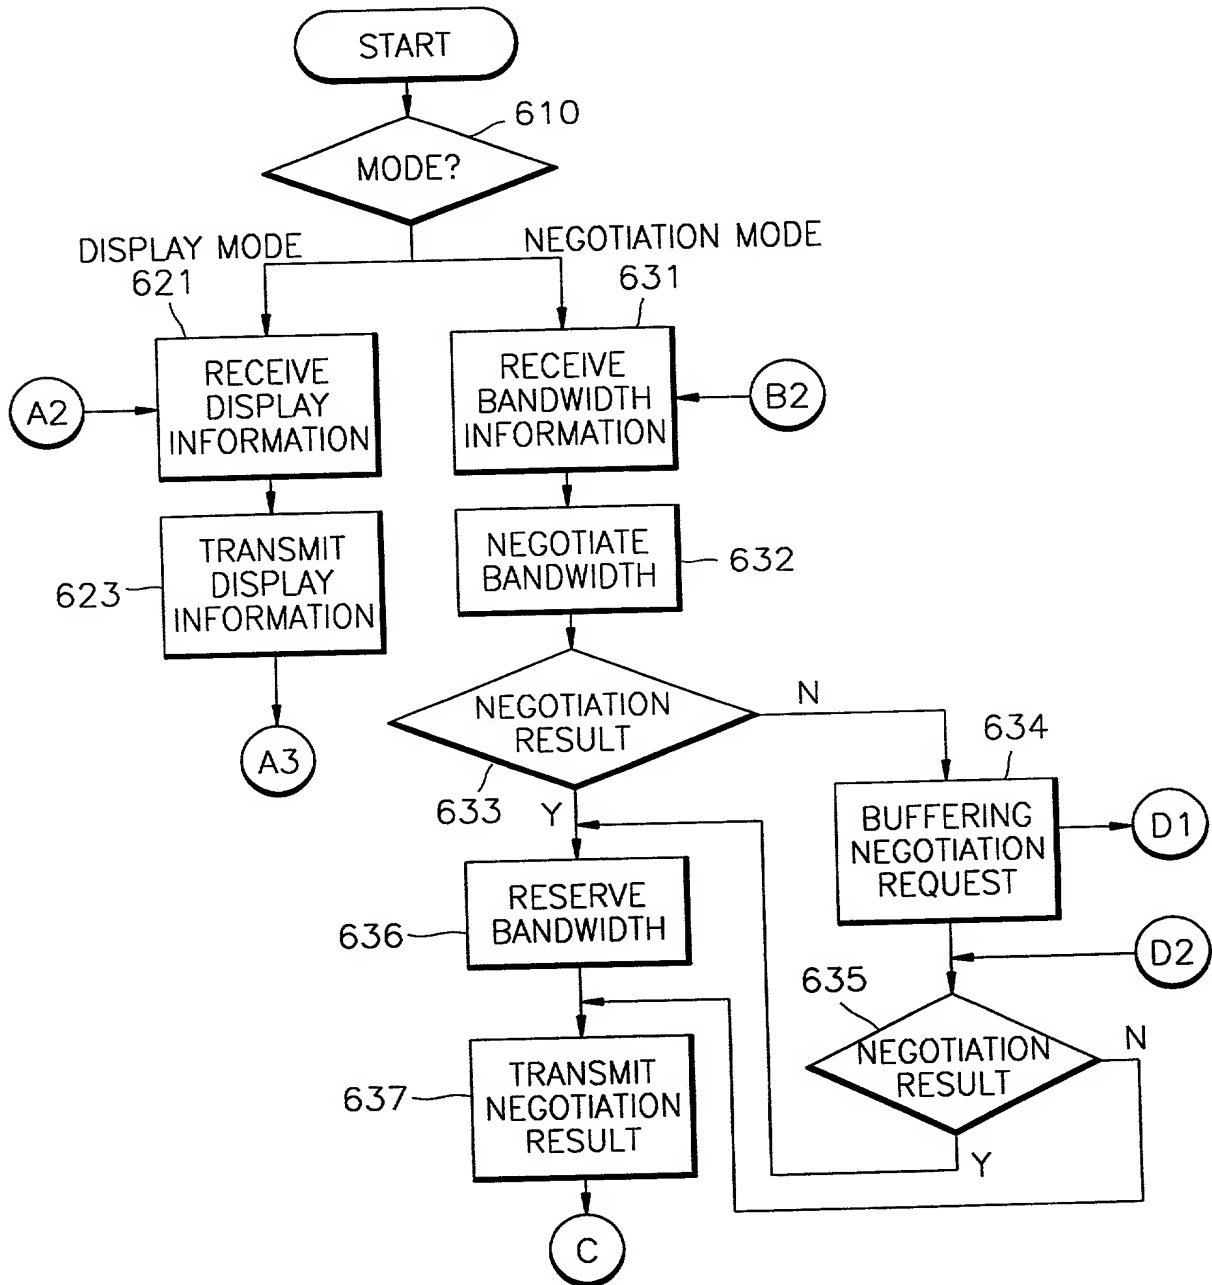 START
610
MODE?
DISPLAY MODE
NEGOTIATION MODE
621
631
RECEIVE
DISPLAY
INFORMATION
RECEIVE
BANDWIDTH
INFORMATION
A2
B2
TRANSMIT
DISPLAY
INFORMATION
623
NEGOTIATE
BANDWIDTH
632
NEGOTIATION
RESULT
N
633
Y
634
A3
BUFFERING
NEGOTIATION
REQUEST
D1
RESERVE
BANDWIDTH
636
D2
635
NEGOTIATION
RESULT
N
Y
TRANSMIT
NEGOTIATION
RESULT
637
C